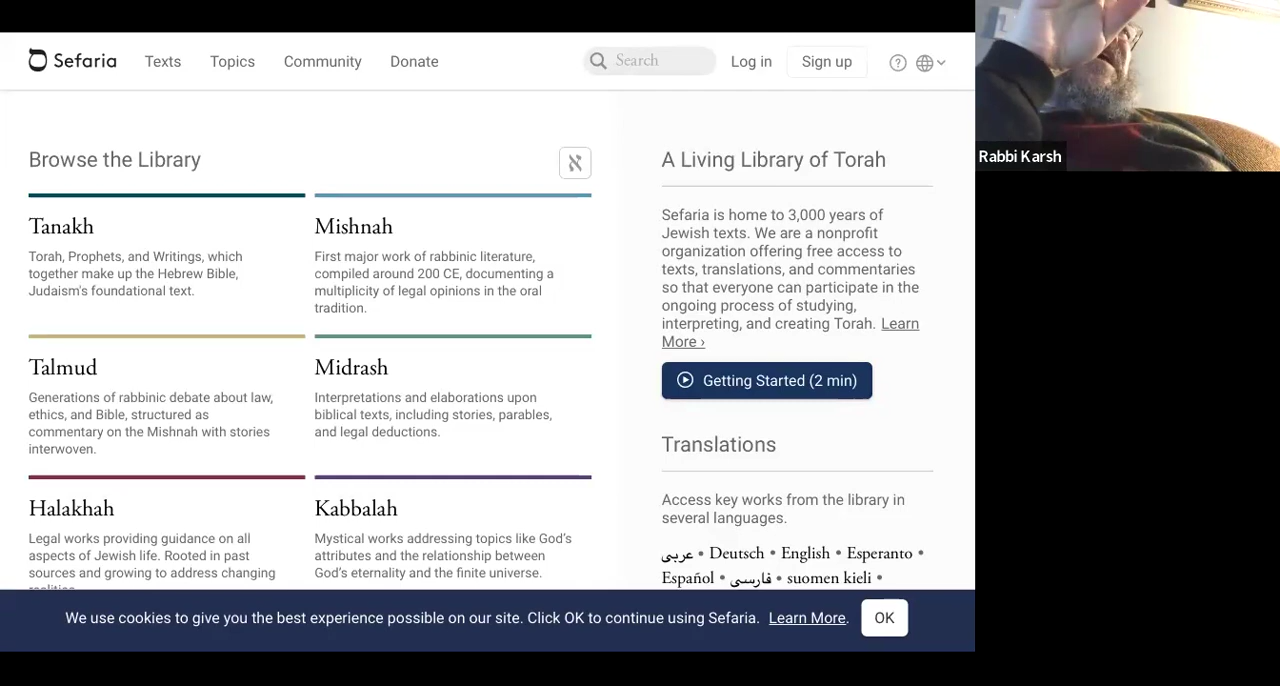 Sefaria Texts Topics Community Donate Search Log in Sign up
Browse the Library
Tanakh
Torah, Prophets, and Writings, which
together make up the Hebrew Bible,
Judaism's foundational text.
Mishnah
First major work of rabbinic literature,
compiled around 200 CE, documenting a
multiplicity of legal opinions in the oral
tradition.
Talmud
Generations of rabbinic debate about law,
ethics, and Bible, structured as
commentary on the Mishnah with stories
interwoven.
Midrash
Interpretations and elaborations upon
biblical texts, including stories, parables,
and legal deductions.
Halakhah
Legal works providing guidance on all
aspects of Jewish life. Rooted in past
sources and growing to address changing
Kabbalah
Mystical works addressing topics like God's
attributes and the relationship between
God's eternality and the finite universe.
א
A Living Library of Torah
Sefaria is home to 3,000 years of
Jewish texts. We are a nonprofit
organization offering free access to
texts, translations, and commentaries
so that everyone can participate in the
ongoing process of studying,
interpreting, and creating Torah. Learn
More ›
Getting Started (2 min)
Translations
Access key works from the library in
several languages.
عربى • Deutsch • English • Esperanto •
Español • فارسی • suomen kieli •
We use cookies to give you the best experience possible on our site. Click OK to continue using Sefaria. Learn More. OK
Rabbi Karsh